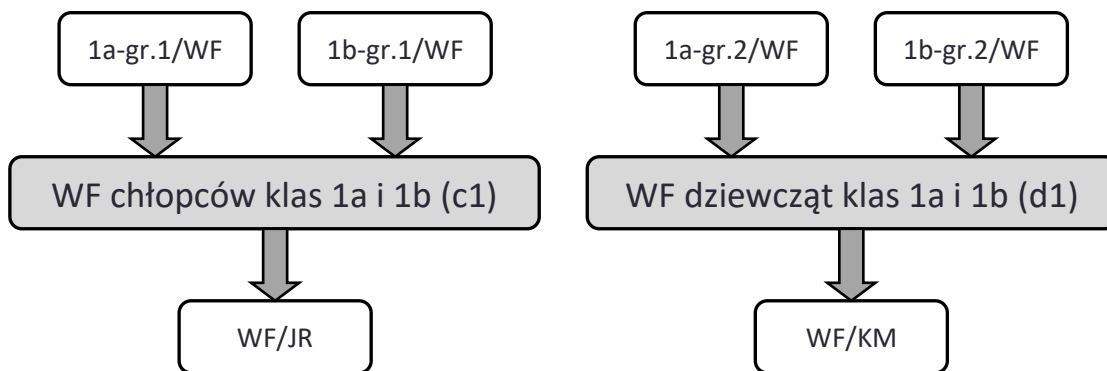 1a-gr.1/WF
1b-gr.1/WF
1a-gr.2/WF
1b-gr.2/WF
WF chłopców klas 1a i 1b (c1)
WF dziewcząt klas 1a i 1b (d1)
WF/JR
WF/KM